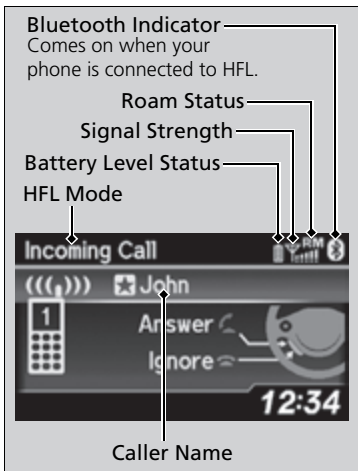 Bluetooth Indicator
Comes on when your
phone is connected to HFL.
Roam Status
Signal Strength
Battery Level Status
HFL Mode
Incoming Call
RM
John
1
Answer
Ignore
12:34
Caller Name